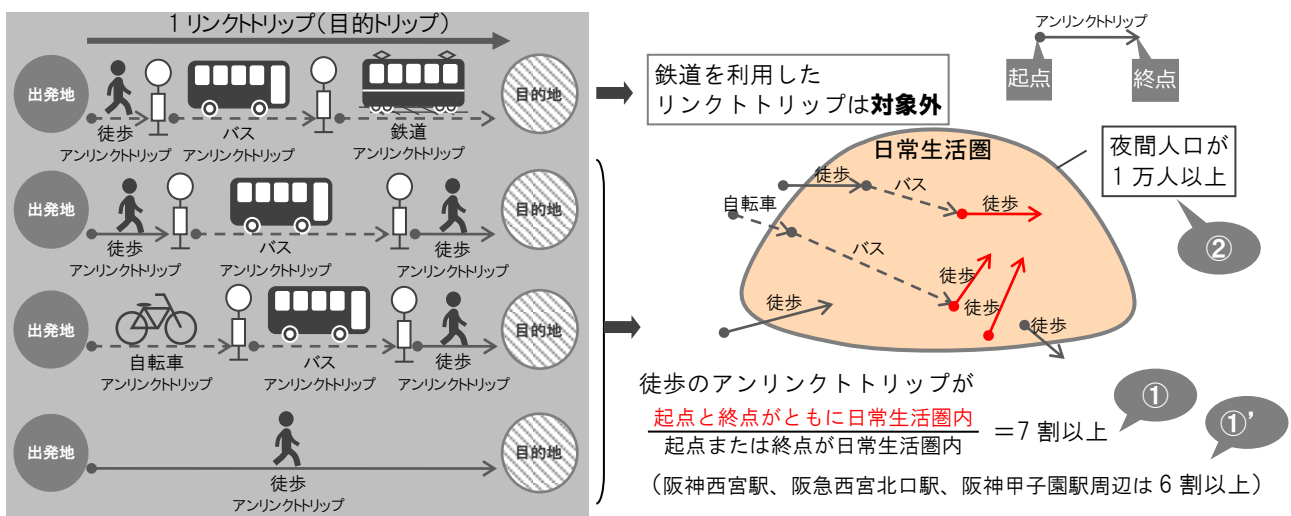 1リンクトトリップ(目的トリップ)
出発地
目的地
徒歩
バス
鉄道
アンリンクトトリップ
アンリンクトトリップ
アンリンクトトリップ
出発地
目的地
徒歩
バス
徒歩
アンリンクトトリップ
アンリンクトトリップ
アンリンクトトリップ
出発地
目的地
自転車
バス
徒歩
アンリンクトトリップ
アンリンクトトリップ
アンリンクトトリップ
出発地
目的地
徒歩
アンリンクトトリップ
鉄道を利用した
リンクトトリップは対象外
アンリンクトトリップ
起点
終点
日常生活圏
夜間人口が
1万人以上
②
徒歩
バス
徒歩
自転車
バス
徒歩
徒歩
徒歩
徒歩
徒歩のアンリンクトトリップが
起点と終点がともに日常生活圏内
起点または終点が日常生活圏内
＝7割以上
①
①’
(阪神西宮駅、阪急西宮北口駅、阪神甲子園駅周辺は6割以上)